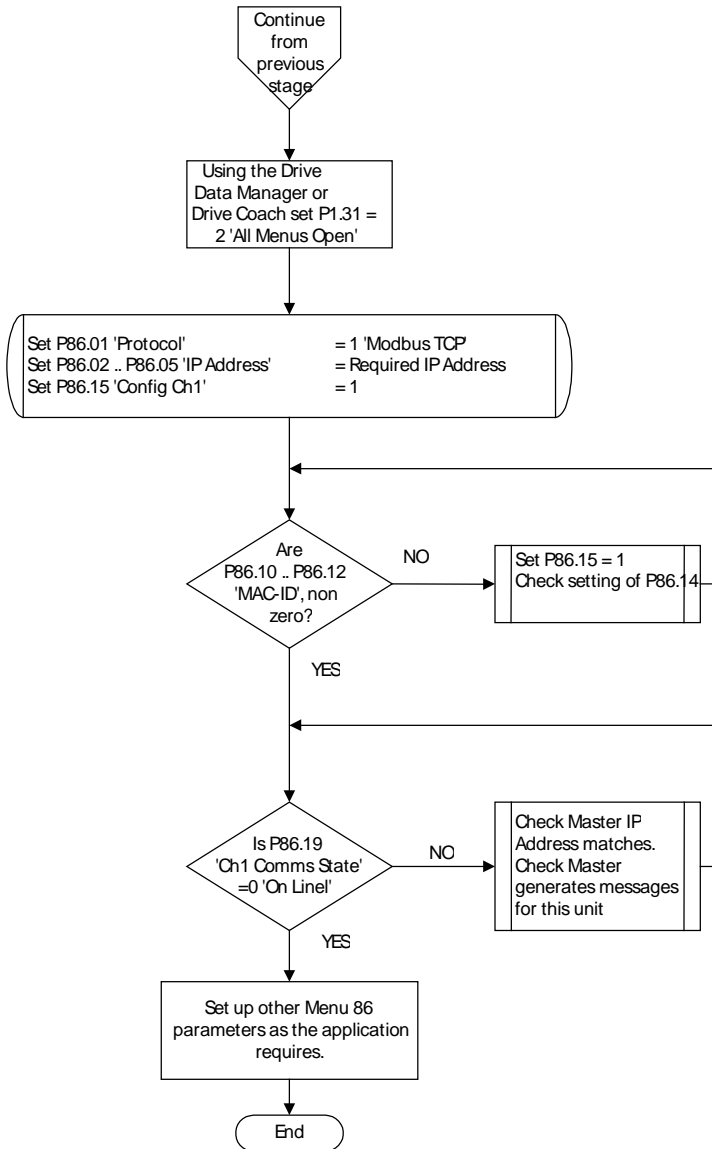 Continue
from
previous
stage
Using the Drive
Data Manager or
Drive Coach set P1.31 =
2 'All Menus Open'
Set P86.01 'Protocol' = 1 'Modbus TCP'
Set P86.02 .. P86.05 'IP Address' = Required IP Address
Set P86.15 'Config Ch1' = 1
Are
P86.10 .. P86.12
'MAC-ID', non
zero?
NO
Set P86.15 = 1
Check setting of P86.14
YES
Is P86.19
'Ch1 Comms State'
=0 'On Linel'
NO
Check Master IP
Address matches.
Check Master
generates messages
for this unit
YES
Set up other Menu 86
parameters as the application
requires.
End